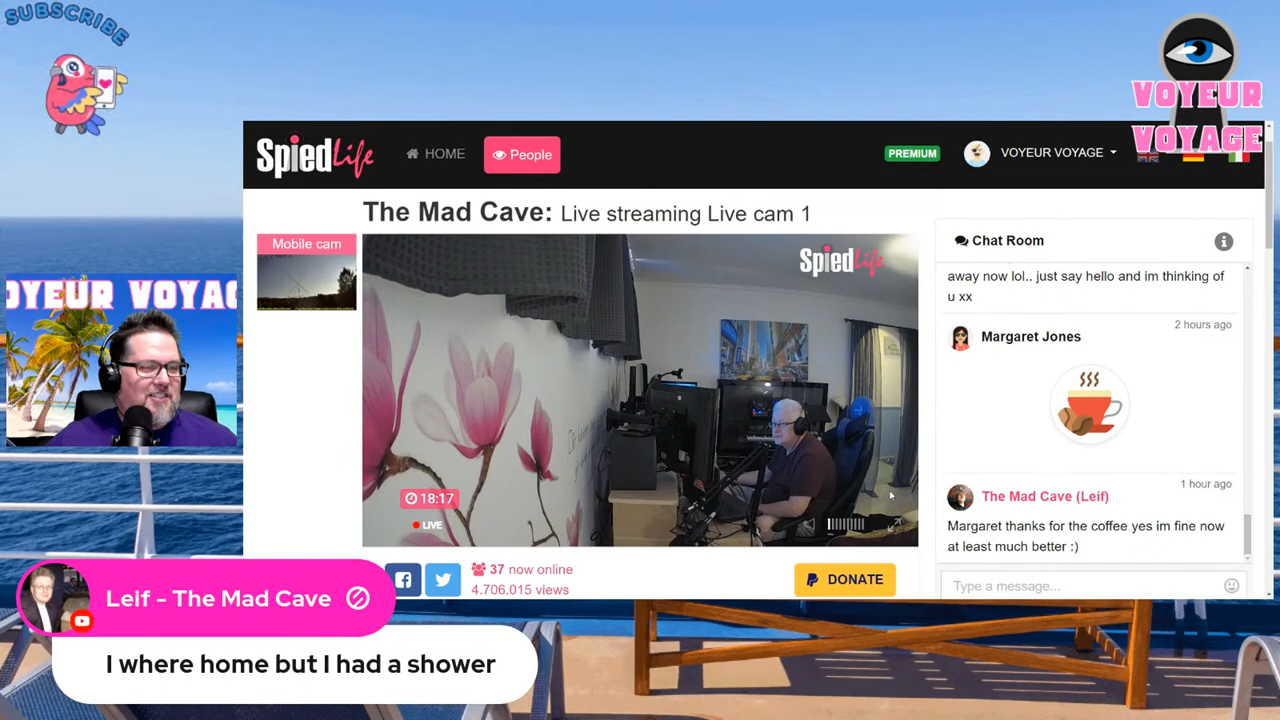 SUBSCRIBE
VOYEUR
VOYAGE
SpiedLife
HOME
People
PREMIUM
VOYEUR VOYAGE
The Mad Cave: Live streaming Live cam 1
Mobile cam
SpiedLife
18:17
LIVE
37 now online
4.706.015 views
DONATE
Chat Room
away now lol.. just say hello and im thinking of
u xx
2 hours ago
Margaret Jones
1 hour ago
The Mad Cave (Leif)
Margaret thanks for the coffee yes im fine now
at least much better :)
Type a message...
OYEUR VOYAG
Leif - The Mad Cave
I where home but I had a shower